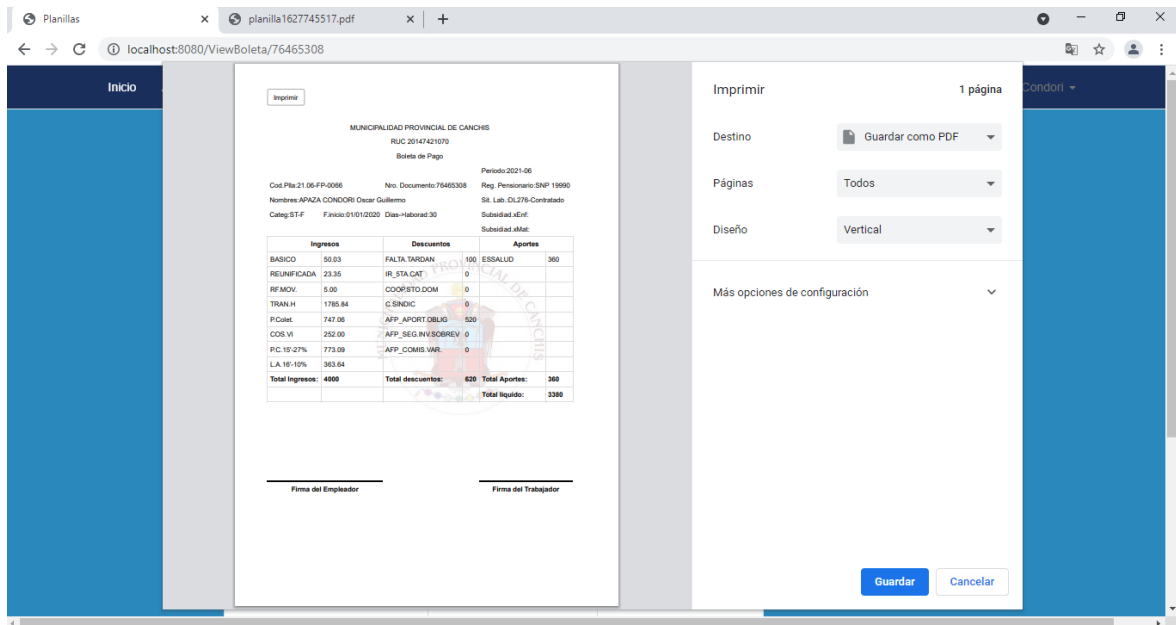 Planillas
planilla1627745517.pdf
localhost:8080/ViewBoleta/76465308
Inicio
Condori
Imprimir
MUNICIPALIDAD PROVINCIAL DE CANCHIS
RUC 20147421070
Boleta de Pago
Periodo:2021-06
Cod.Plla:21.06-FP-0066 Nro. Documento:76465308 Reg. Pensionario:SNP 19990
Nombres:APAZA CONDORI Oscar Guillermo Sit. Lab. DL276-Contratado
Categ:ST-F F.inicio:01/01/2020 Dias->laborad:30 Subsidiad.xEnf:
Subsidiad.xMat:
Ingresos Descuentos Aportes
BASICO 50.03 FALTA.TARDAN 100 ESSALUD 360
REUNIFICADA 23.35 IR_5TA.CAT 0
RF.MOV. 5.00 COOP.STO.DOM 0
TRAN.H 1785.84 C.SINDIC 0
P.Colet. 747.06 AFP_APORT.OBLIG 520
COS.VI 252.00 AFP_SEG.INV.SOBREV 0
P.C.15'-27% 773.09 AFP_COMIS.VAR. 0
L.A.16'-10% 363.64
Total Ingresos: 4000 Total descuentos: 620 Total Aportes: 360
Total liquido: 3380
MUNICIPALIDAD PROVINCIAL DE CANCHIS
Firma del Empleador Firma del Trabajador
Imprimir 1 página
Destino Guardar como PDF
Páginas Todos
Diseño Vertical
Más opciones de configuración
Guardar Cancelar